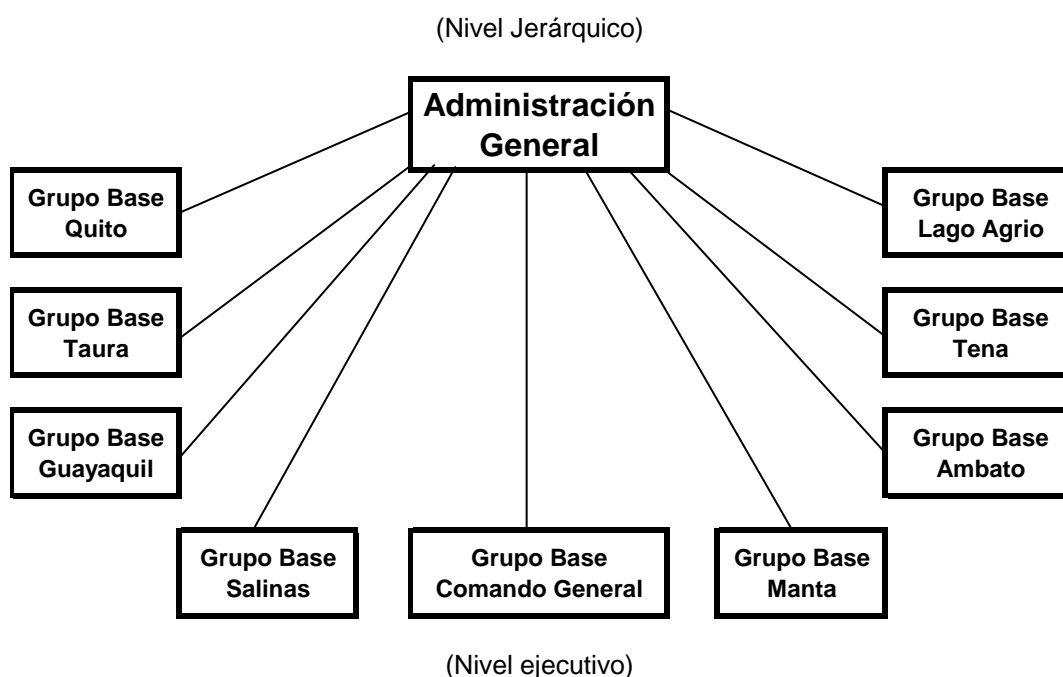 (Nivel Jerárquico)
Administración
General
Grupo Base
Quito
Grupo Base
Lago Agrio
Grupo Base
Taura
Grupo Base
Tena
Grupo Base
Guayaquil
Grupo Base
Ambato
Grupo Base
Salinas
Grupo Base
Comando General
Grupo Base
Manta
(Nivel ejecutivo)